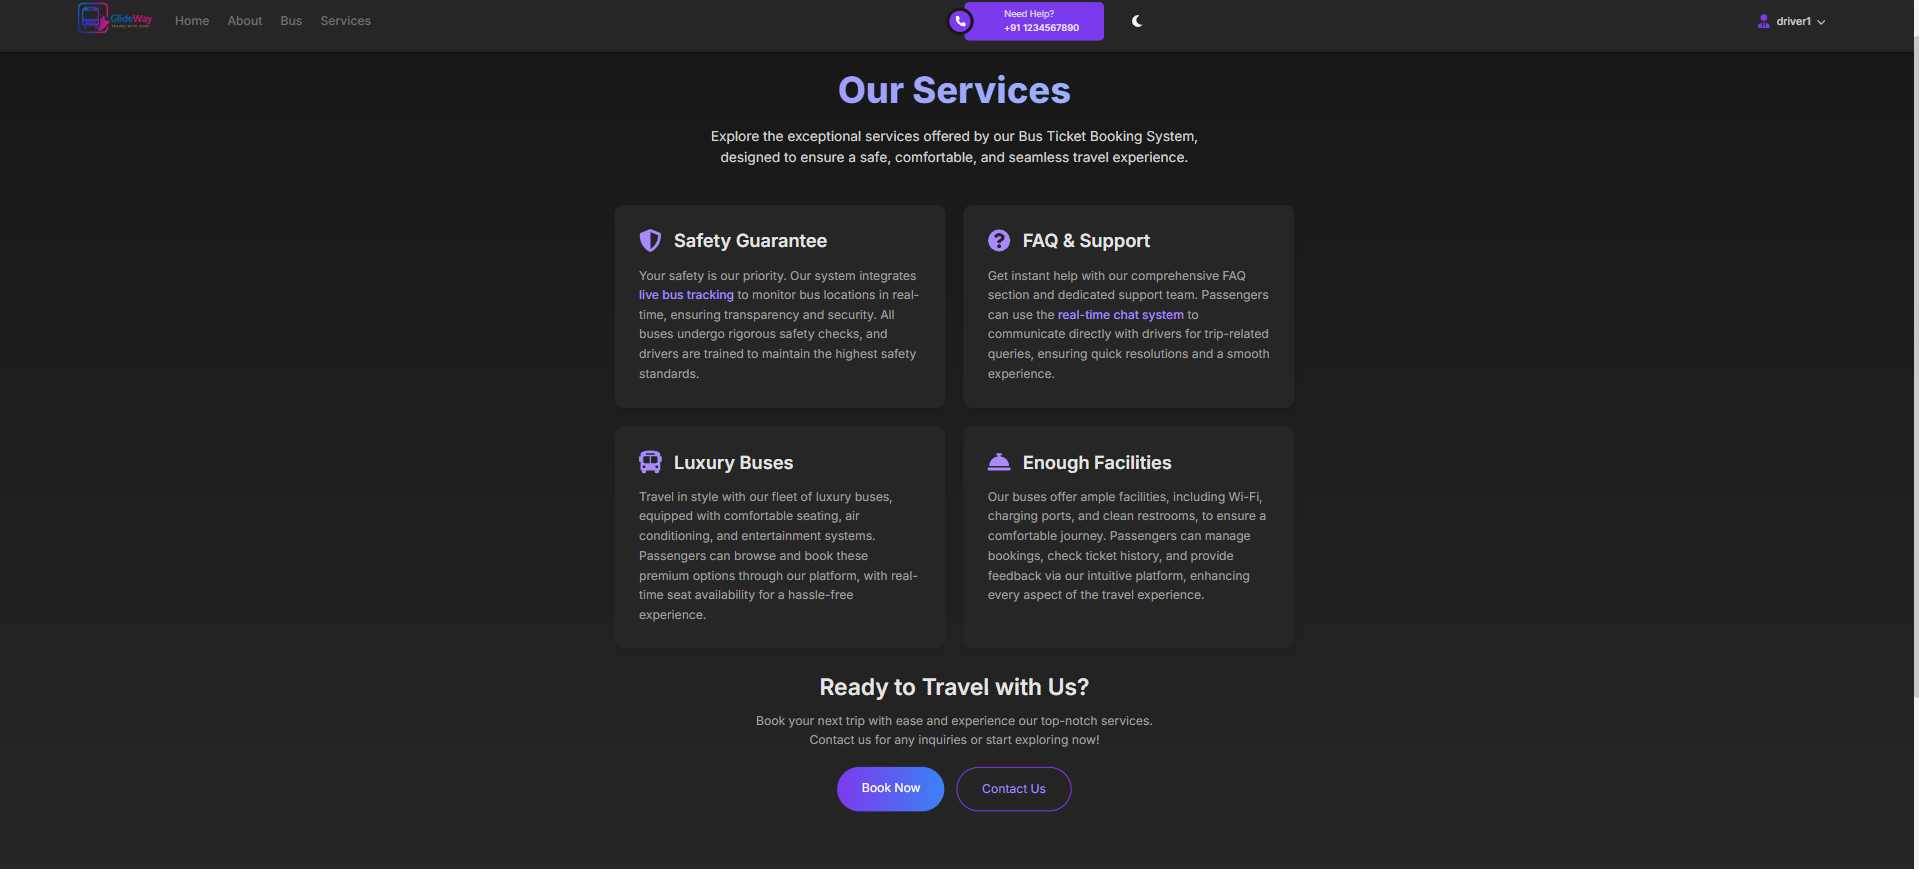 GlideWay
Home About Bus Services
Need Help?
+91 1234567890
driver1
Our Services
Explore the exceptional services offered by our Bus Ticket Booking System,
designed to ensure a safe, comfortable, and seamless travel experience.
Safety Guarantee
Your safety is our priority. Our system integrates
live bus tracking to monitor bus locations in real-
time, ensuring transparency and security. All
buses undergo rigorous safety checks, and
drivers are trained to maintain the highest safety
standards.
FAQ & Support
Get instant help with our comprehensive FAQ
section and dedicated support team. Passengers
can use the real-time chat system to
communicate directly with drivers for trip-related
queries, ensuring quick resolutions and a smooth
experience.
Luxury Buses
Travel in style with our fleet of luxury buses,
equipped with comfortable seating, air
conditioning, and entertainment systems.
Passengers can browse and book these
premium options through our platform, with real-
time seat availability for a hassle-free
experience.
Enough Facilities
Our buses offer ample facilities, including Wi-Fi,
charging ports, and clean restrooms, to ensure a
comfortable journey. Passengers can manage
bookings, check ticket history, and provide
feedback via our intuitive platform, enhancing
every aspect of the travel experience.
Ready to Travel with Us?
Book your next trip with ease and experience our top-notch services.
Contact us for any inquiries or start exploring now!
Book Now
Contact Us